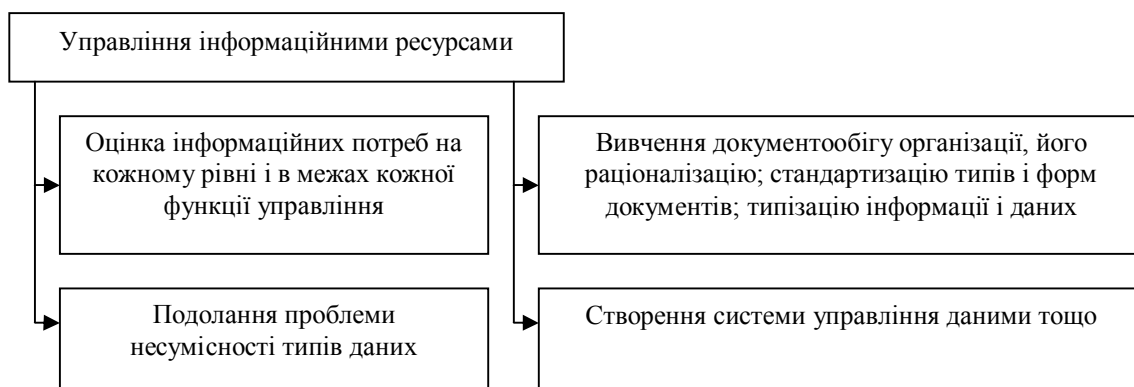 Управління інформаційними ресурсами
Оцінка інформаційних потреб на
кожному рівні і в межах кожної
функції управління
Вивчення документообігу організації, його
раціоналізацію; стандартизацію типів і форм
документів; типізацію інформації і даних
Подолання проблеми
несумісності типів даних
Створення системи управління даними тощо